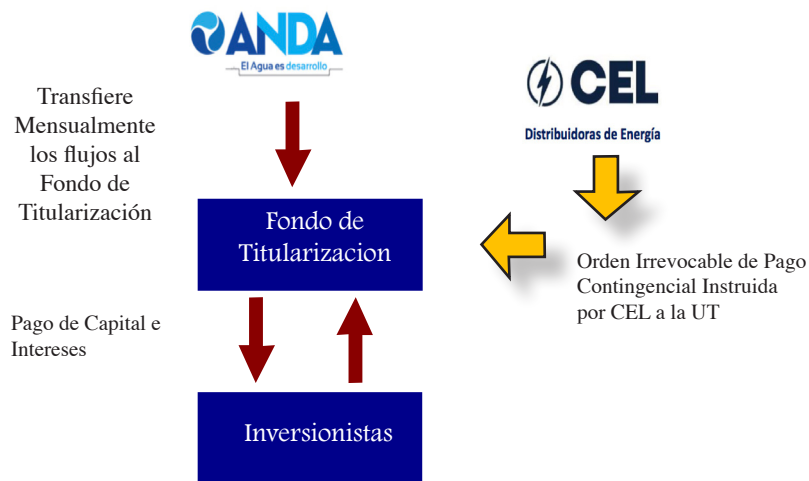 ANDA
El Agua es desarrollo
CEL
Distribuidoras de Energía
Transfiere
Mensualmente
los flujos al
Fondo de
Titularización
Fondo de
Titularizacion
Orden Irrevocable de Pago
Contingencial Instruida
por CEL a la UT
Pago de Capital e
Intereses
Inversionistas